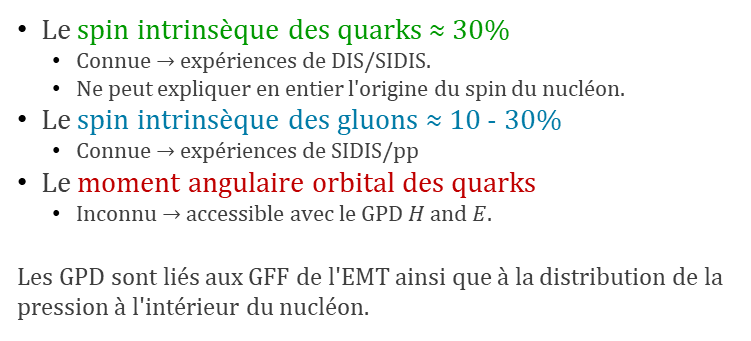 • Le spin intrinsèque des quarks ≈ 30%
• Connue → expériences de DIS/SIDIS.
• Ne peut expliquer en entier l'origine du spin du nucléon.
• Le spin intrinsèque des gluons ≈ 10 - 30%
• Connue → expériences de SIDIS/pp
• Le moment angulaire orbital des quarks
• Inconnu → accessible avec le GPD H and E.
Les GPD sont liés aux GFF de l'EMT ainsi que à la distribution de la
pression à l'intérieur du nucléon.